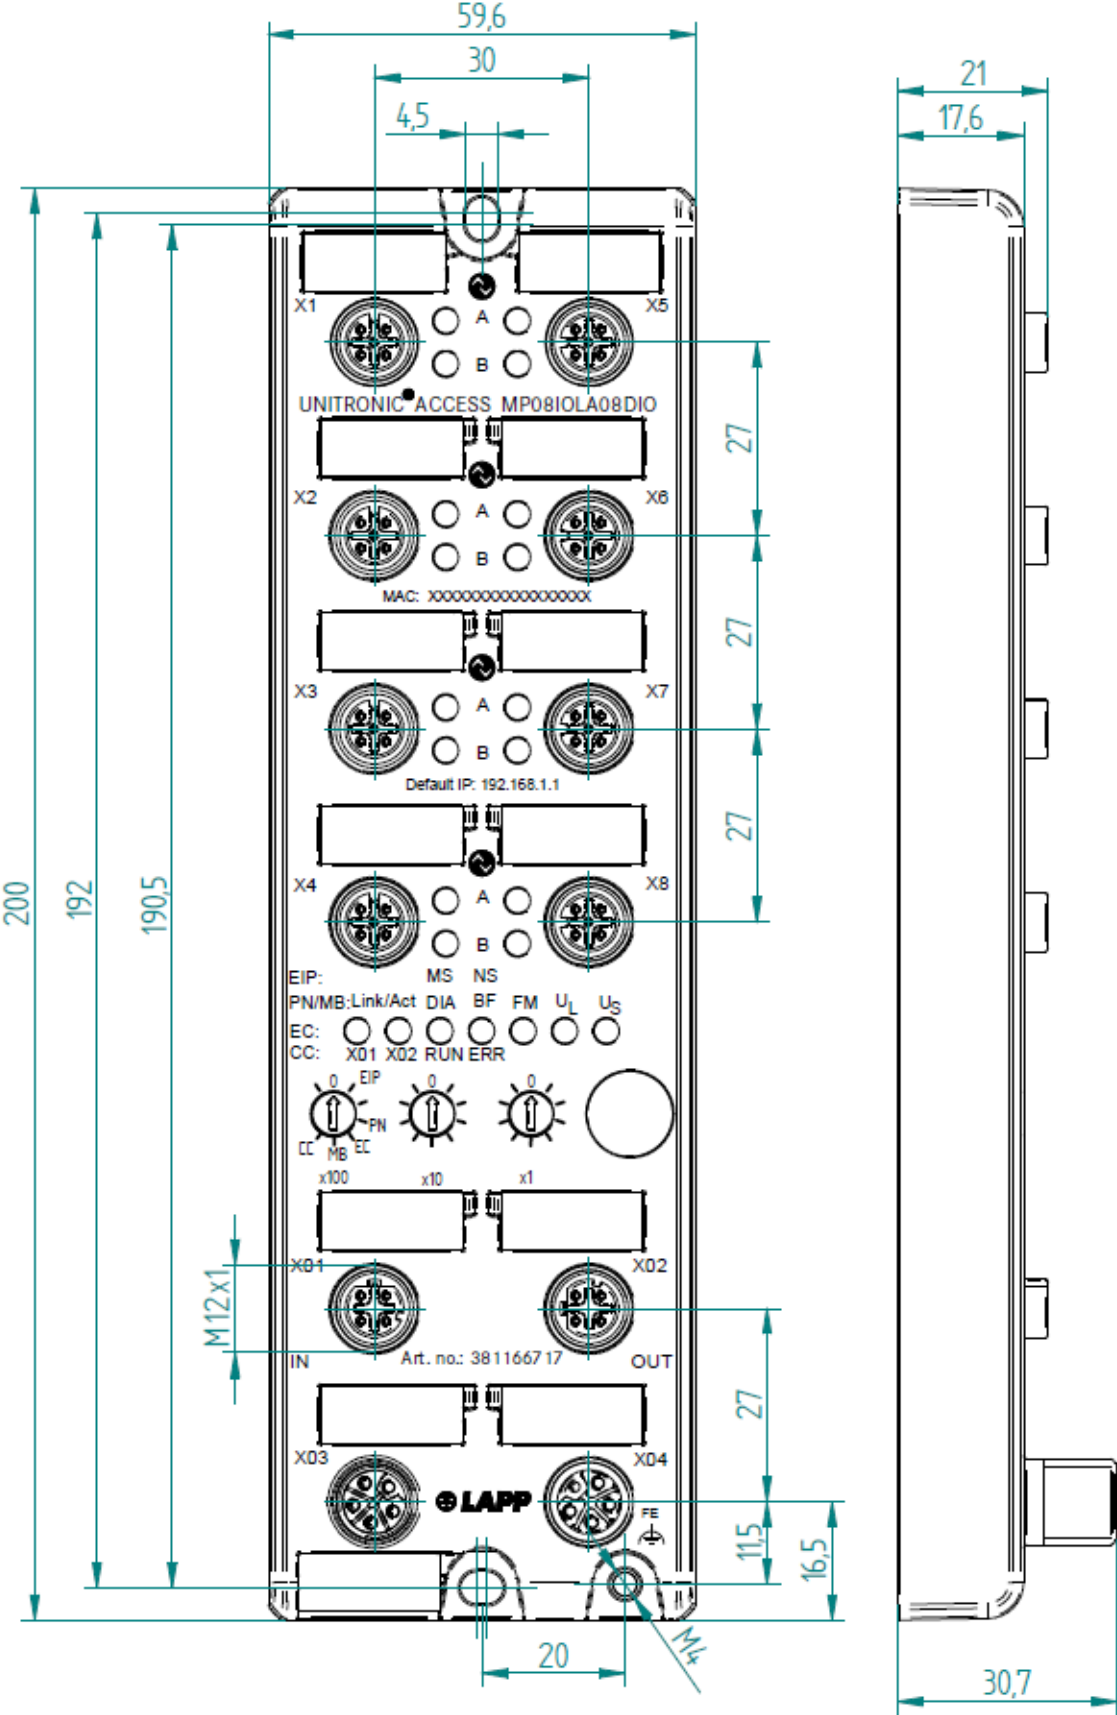 59,6
30
21
4,5
17,6
X1 A X5
B
UNITRONIC® ACCESS MP08IOLA08DIO
27
X2 A X6
B
MAC: XXXXXXXXXXXXXXXXX
27
X3 A X7
B
Default IP: 192.168.1.1
27
X4 A X8
200
192
190,5
B
EIP: MS NS
PN/MB: Link/Act DIA BF FM UL US
EC:
CC: X01 X02 RUN ERR
0 EIP 0 0
PN
CC MB EC
x100 x10 x1
X01 X02
M12x1
IN Art. no.: 381166717 OUT
27
X03 X04
LAPP
FE
11,5
16,5
M4
20
30,7